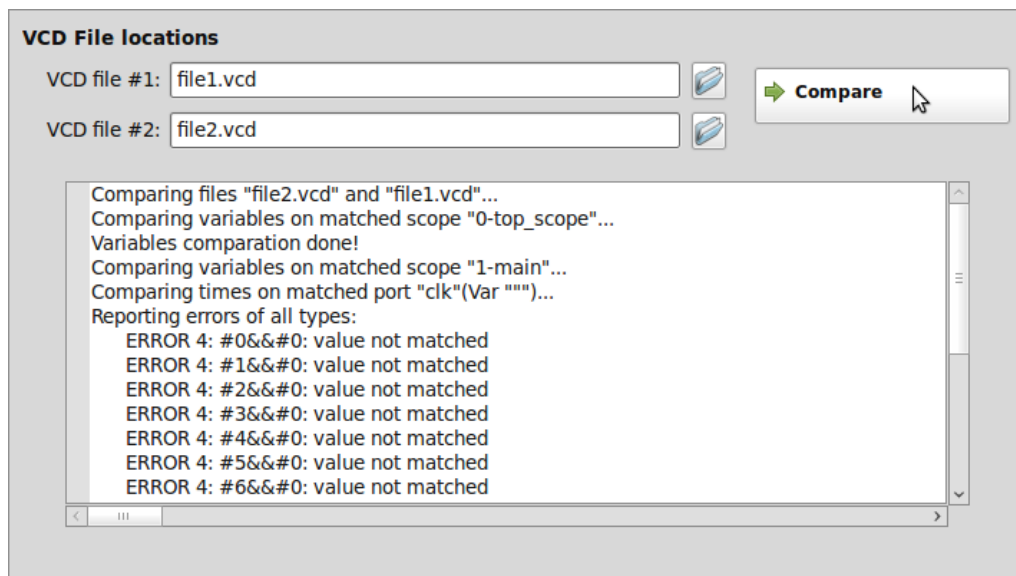 VCD File locations
VCD file #1: file1.vcd
Compare
VCD file #2: file2.vcd
Comparing files "file2.vcd" and "file1.vcd"...
Comparing variables on matched scope "0-top_scope"...
Variables comparation done!
Comparing variables on matched scope "1-main"...
Comparing times on matched port "clk"(Var """)...
Reporting errors of all types:
ERROR 4: #0&&#0: value not matched
ERROR 4: #1&&#0: value not matched
ERROR 4: #2&&#0: value not matched
ERROR 4: #3&&#0: value not matched
ERROR 4: #4&&#0: value not matched
ERROR 4: #5&&#0: value not matched
ERROR 4: #6&&#0: value not matched